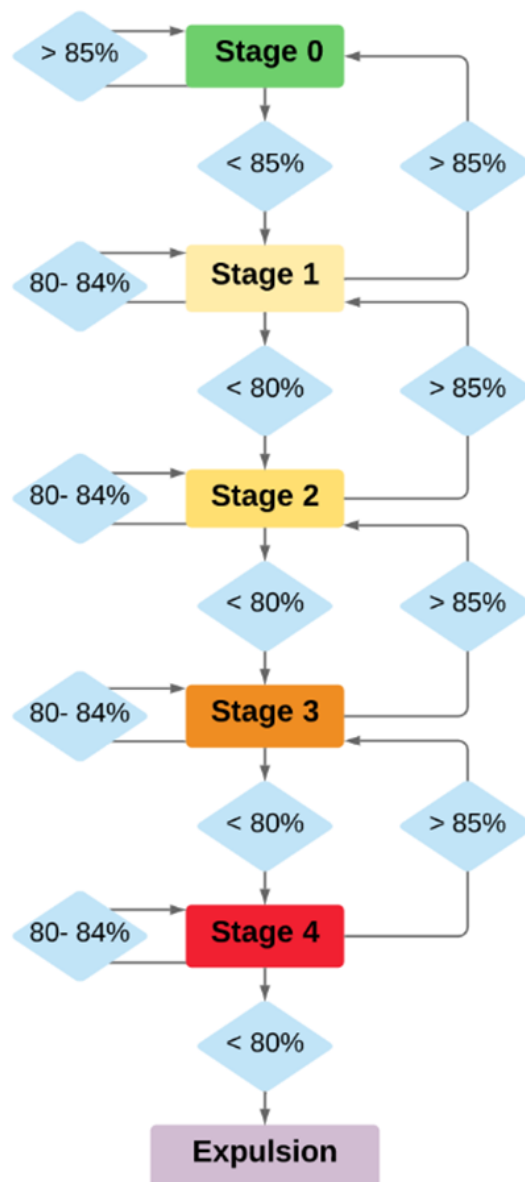 > 85%
Stage 0
< 85%
> 85%
80- 84%
Stage 1
< 80%
> 85%
80- 84%
Stage 2
< 80%
> 85%
80- 84%
Stage 3
< 80%
> 85%
80- 84%
Stage 4
< 80%
Expulsion